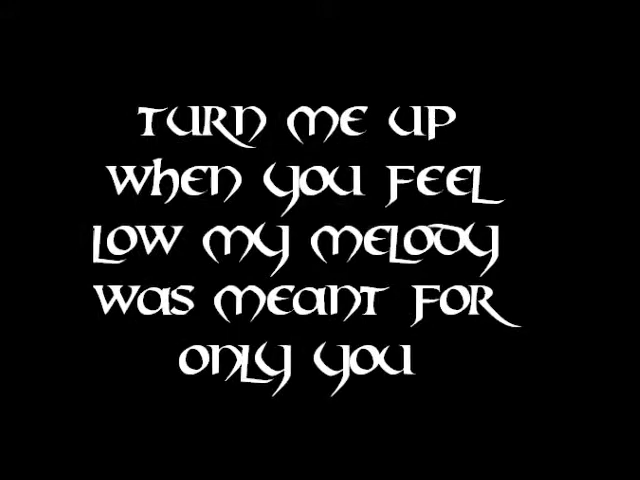 TURN ME UP
WHEN YOU FEEL
LOW MY MELODY
WAS MEANT FOR
ONLY YOU